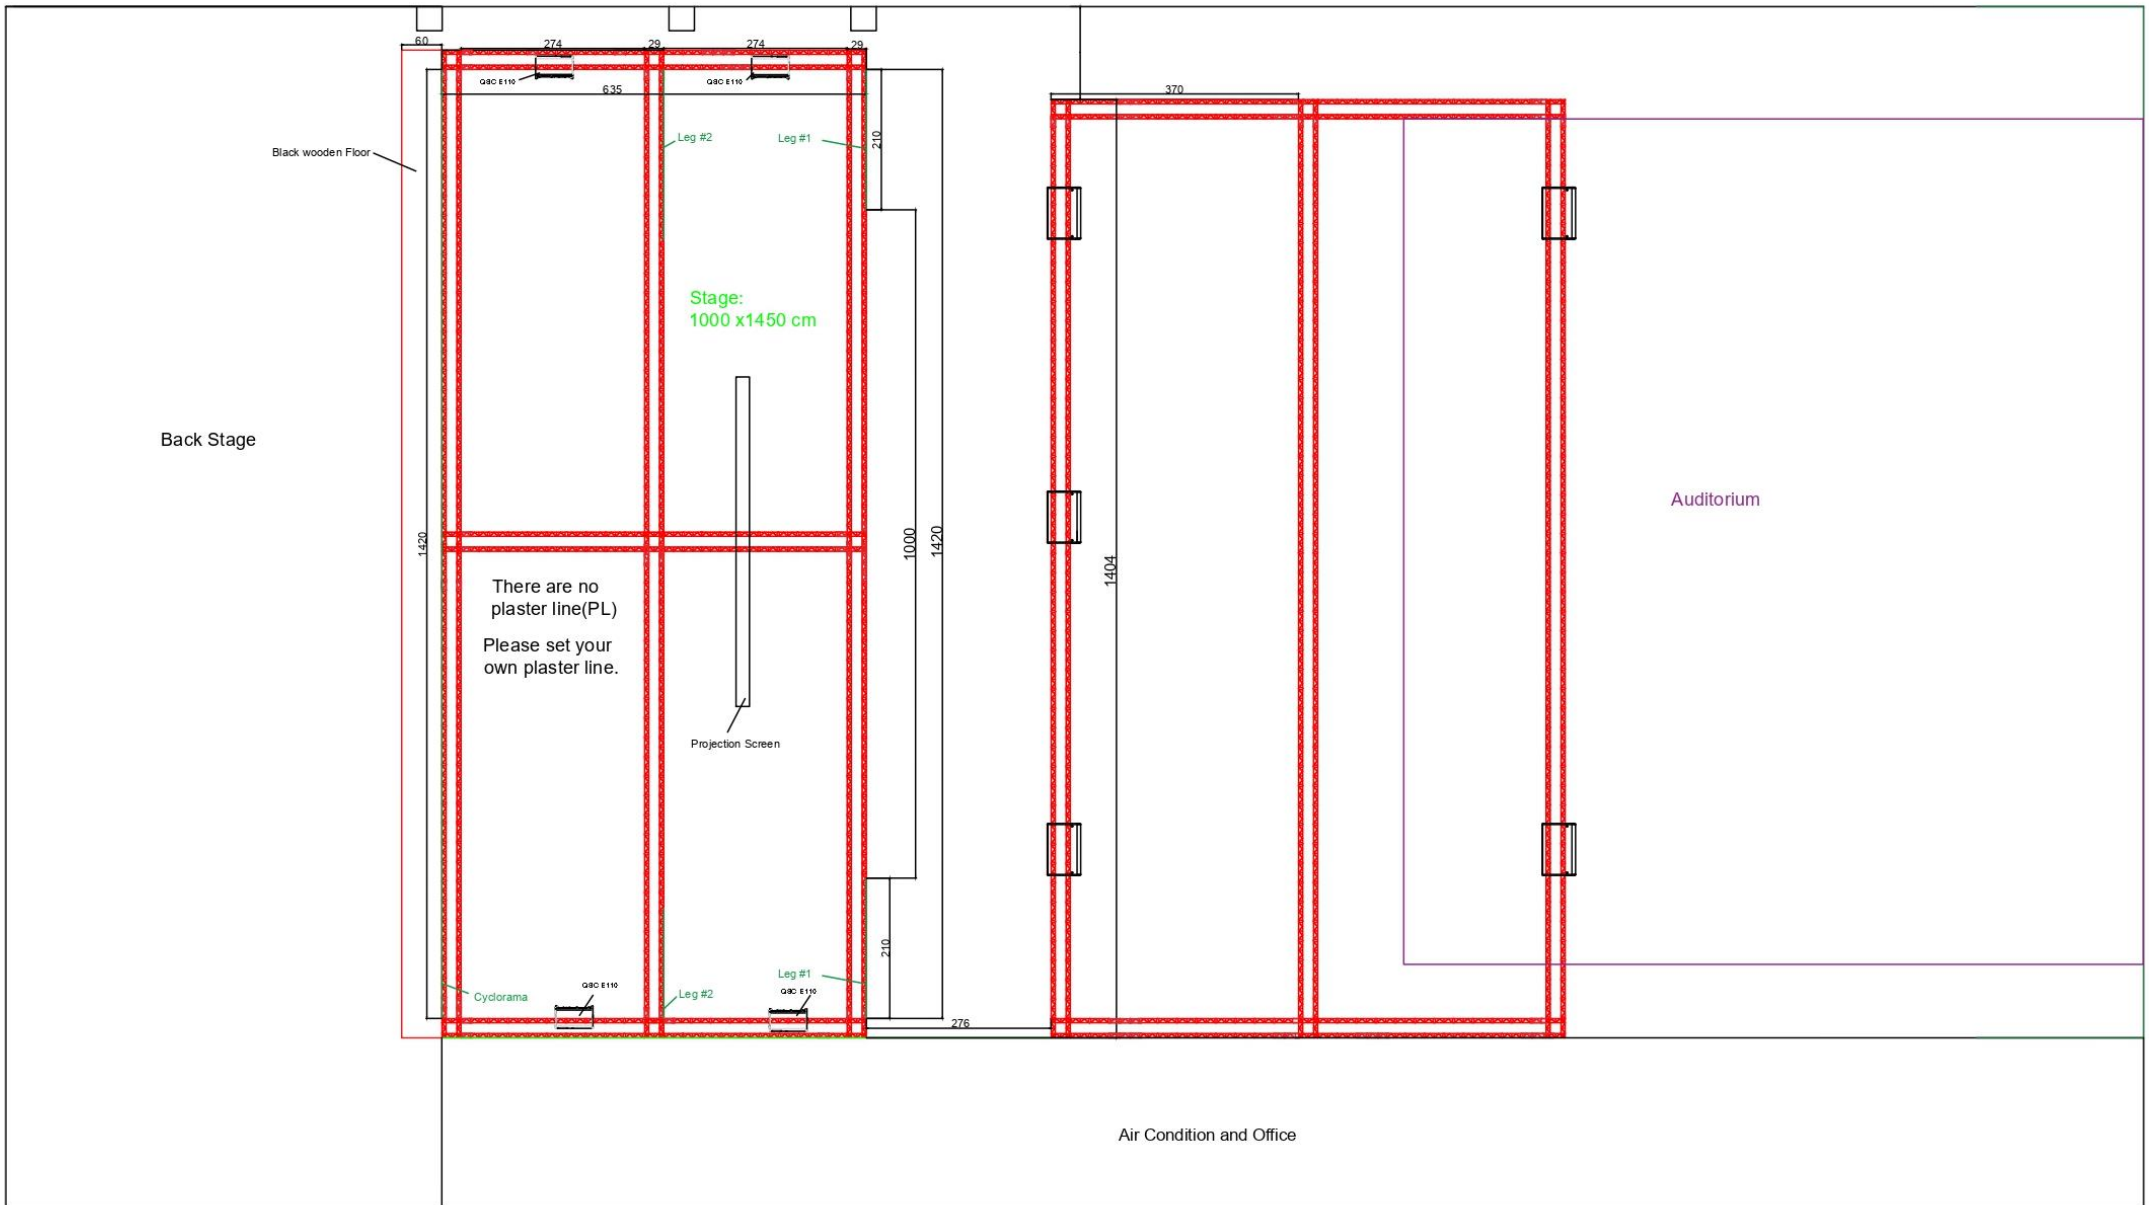 60
274
29
274
29
QSC E110
QSC E110
635
370
Leg #2
Leg #1
210
Black wooden Floor
Stage:
1000 x1450 cm
Back Stage
Auditorium
1420
1000
1420
1404
There are no
plaster line(PL)
Please set your
own plaster line.
Projection Screen
210
Leg #1
QSC E110
QSC E110
Cyclorama
Leg #2
276
Air Condition and Office